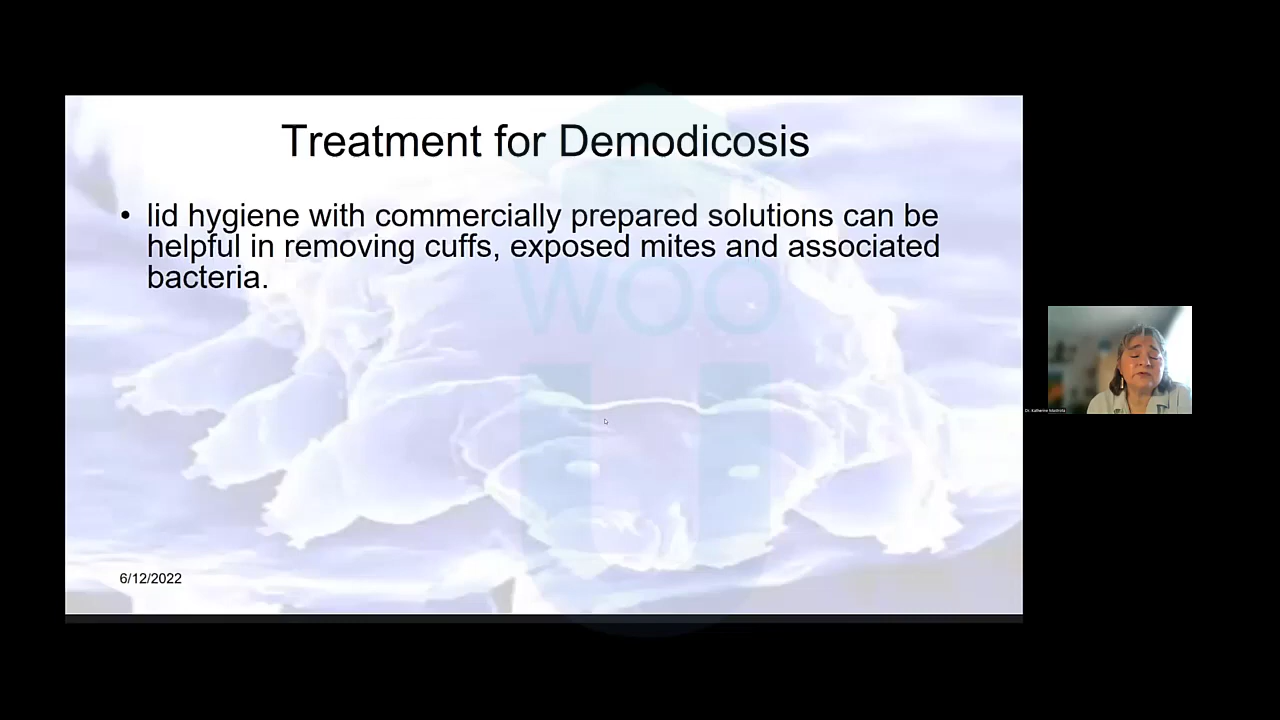 Treatment for Demodicosis
• lid hygiene with commercially prepared solutions can be
helpful in removing cuffs, exposed mites and associated
bacteria.
WOO
U
6/12/2022